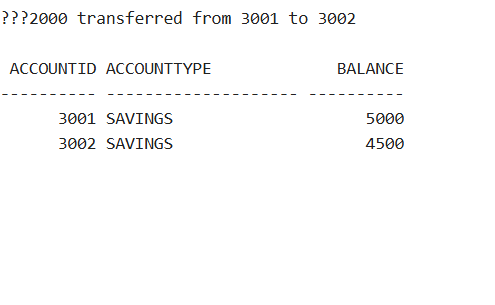 ???2000 transferred from 3001 to 3002
ACCOUNTID ACCOUNTTYPE BALANCE
---------- -------------------- ----------
3001 SAVINGS 5000
3002 SAVINGS 4500